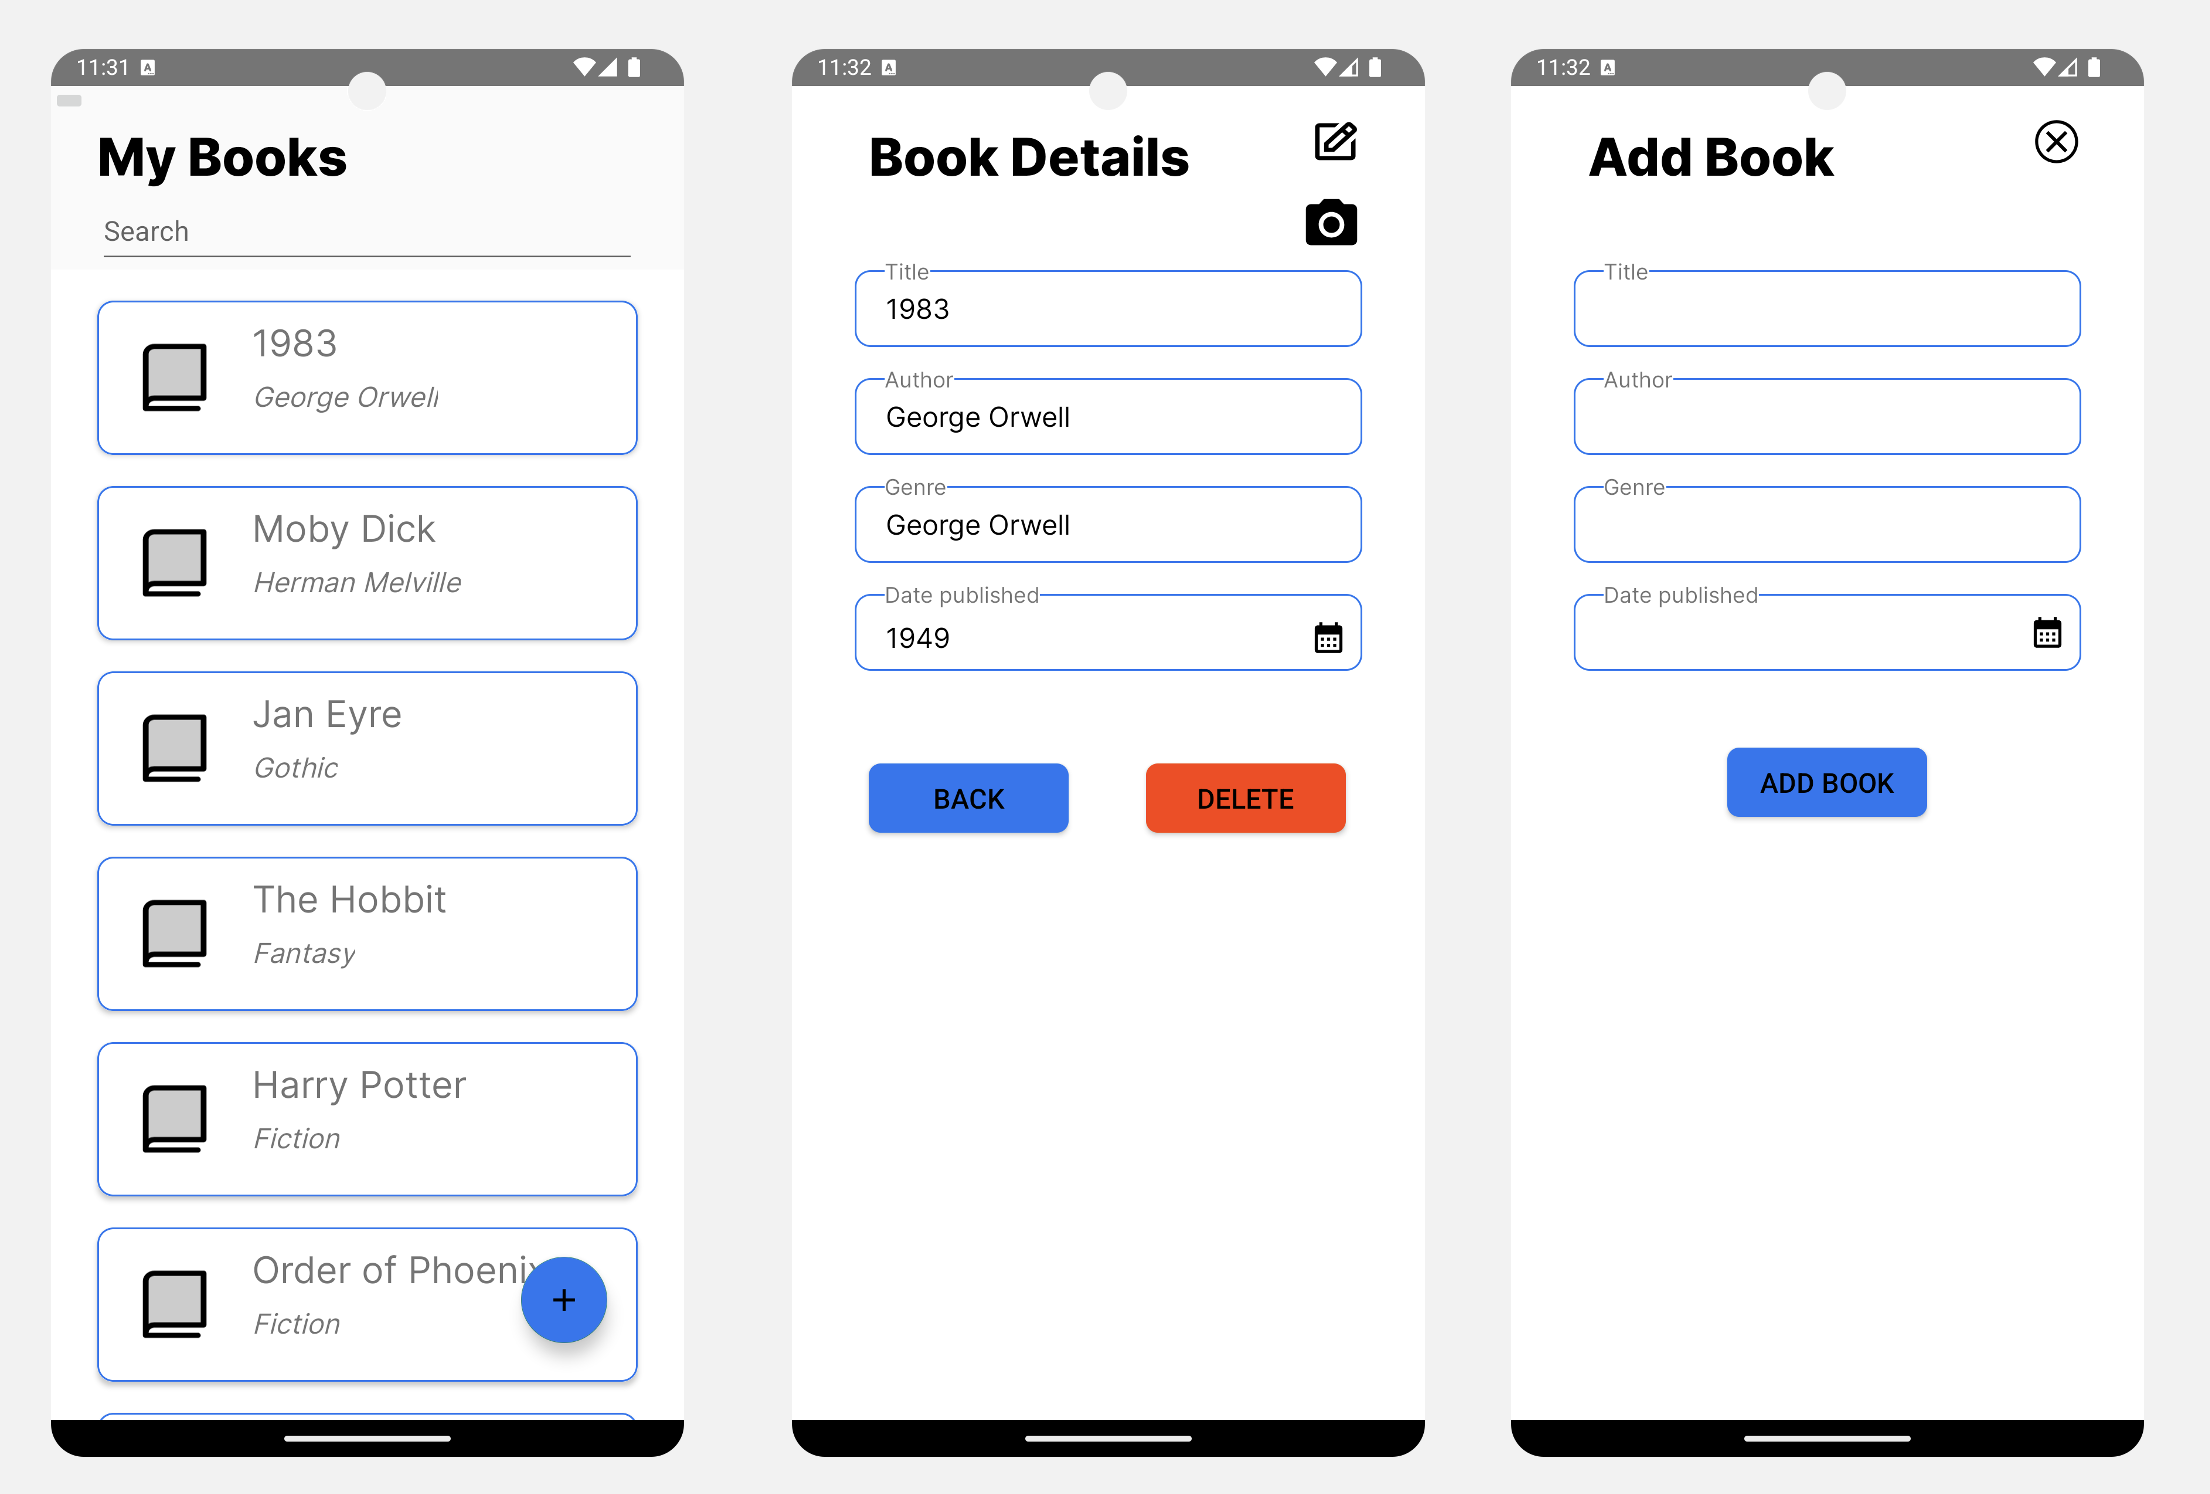 11:31
My Books
Search
1983
George Orwell
Moby Dick
Herman Melville
Jan Eyre
Gothic
The Hobbit
Fantasy
Harry Potter
Fiction
Order of Phoenix
Fiction
+
11:32
Book Details
Title
1983
Author
George Orwell
Genre
George Orwell
Date published
1949
BACK
DELETE
11:32
Add Book
Title
Author
Genre
Date published
ADD BOOK